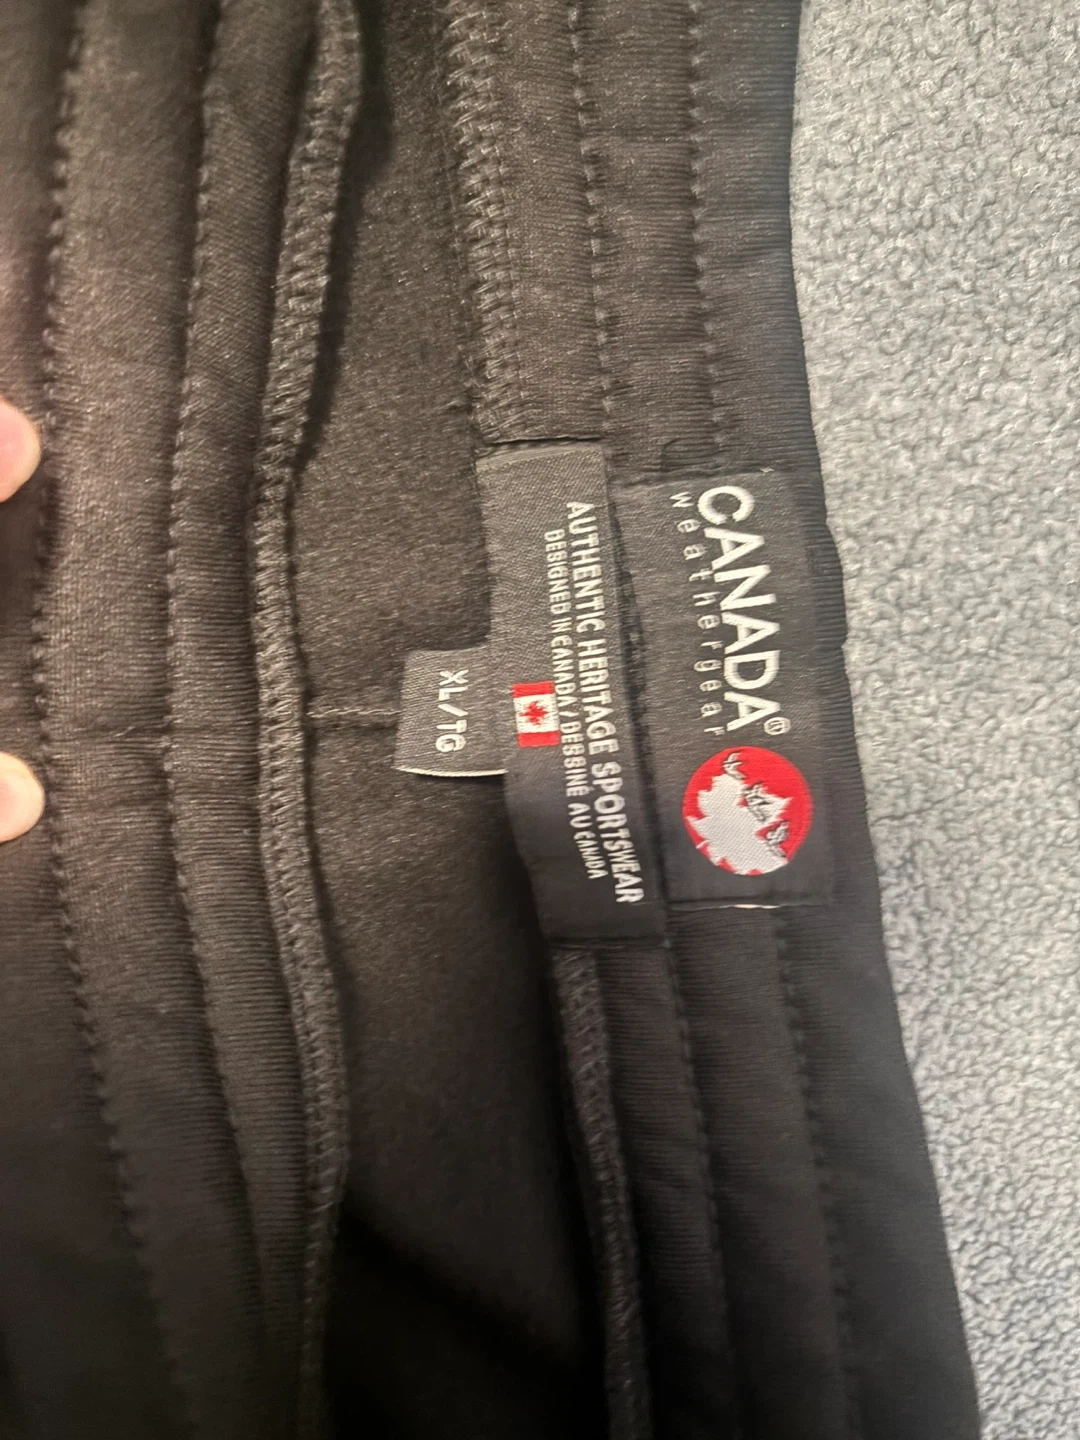 CANADA®
weathergear
AUTHENTIC HERITAGE SPORTSWEAR
DESIGNED IN CANADA / DESSINÉ AU CANADA
XL/TG